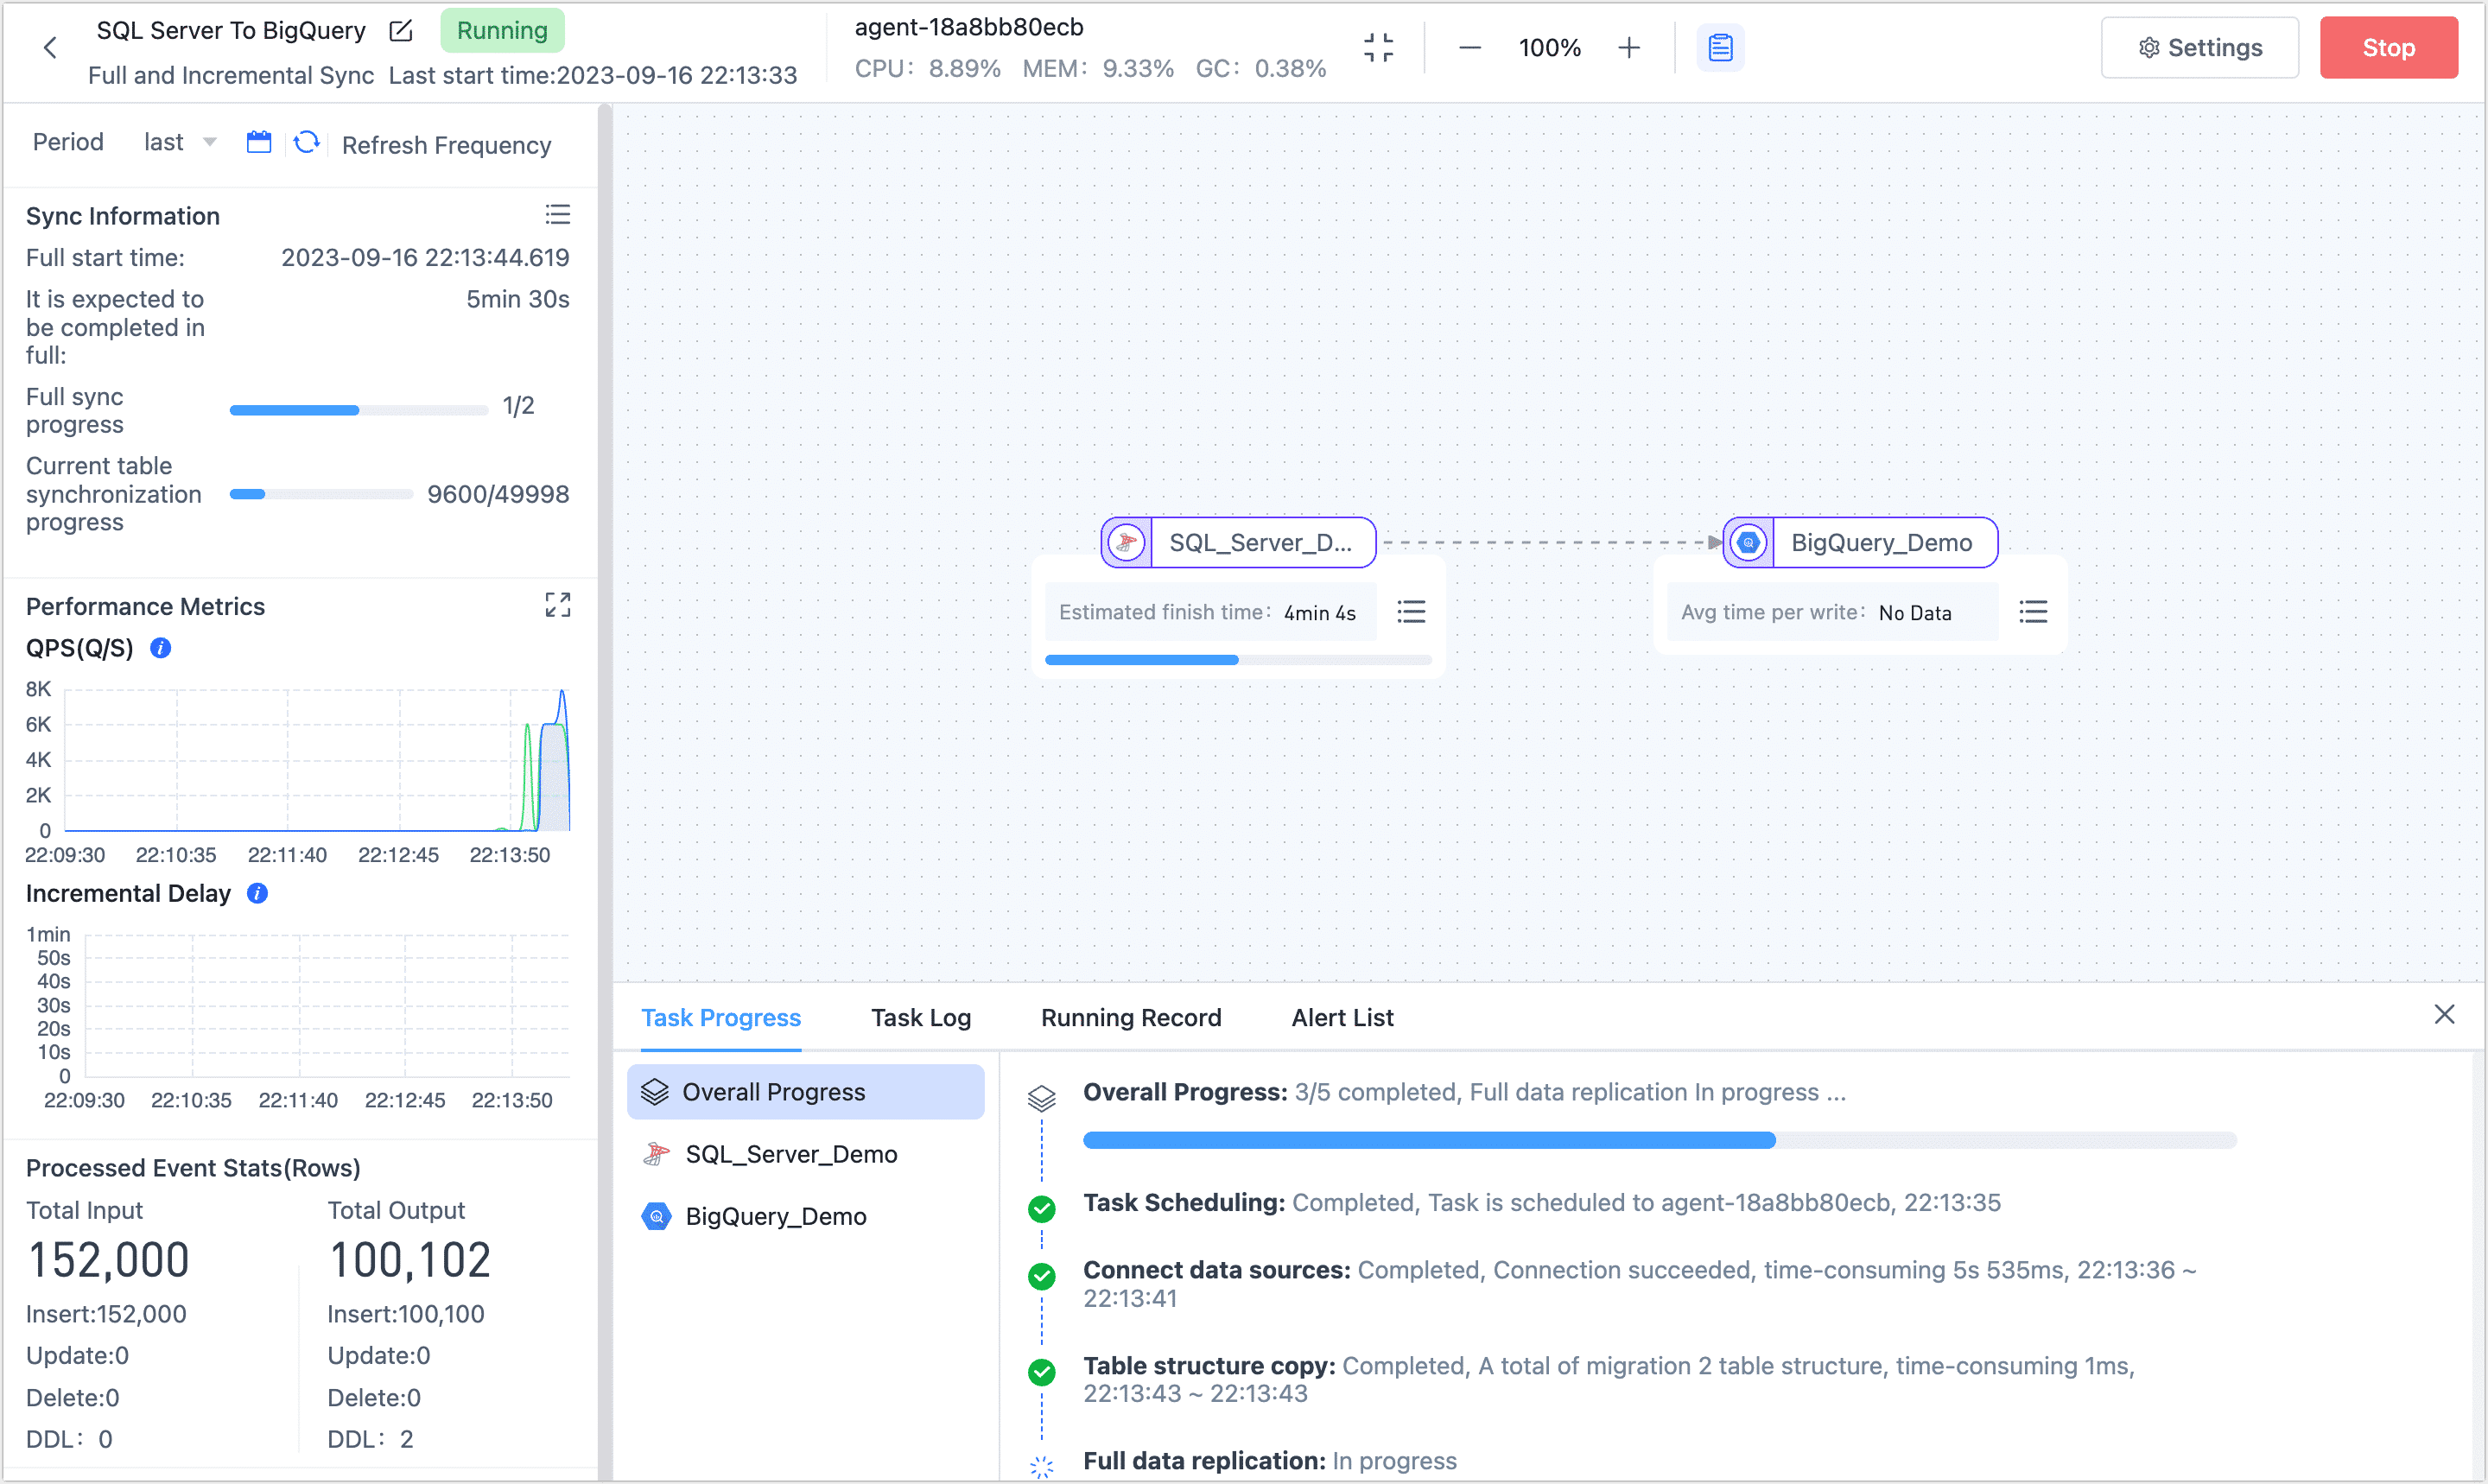 SQL Server To BigQuery Running
Full and Incremental Sync Last start time:2023-09-16 22:13:33
agent-18a8bb80ecb
CPU: 8.89% MEM: 9.33% GC: 0.38%
100%
Settings
Stop
Period last Refresh Frequency
Sync Information
Full start time: 2023-09-16 22:13:44.619
It is expected to 5min 30s
be completed in
full:
Full sync
progress 1/2
Current table
synchronization 9600/49998
progress
Performance Metrics
QPS(Q/S)
8K
6K
4K
2K
0
22:09:30 22:10:35 22:11:40 22:12:45 22:13:50
Incremental Delay
1min
50s
40s
30s
20s
10s
0
22:09:30 22:10:35 22:11:40 22:12:45 22:13:50
Processed Event Stats(Rows)
Total Input Total Output
152,000 100,102
Insert:152,000 Insert:100,100
Update:0 Update:0
Delete:0 Delete:0
DDL: 0 DDL: 2
SQL_Server_D...
Estimated finish time: 4min 4s
BigQuery_Demo
Avg time per write: No Data
Task Progress Task Log Running Record Alert List
Overall Progress
SQL_Server_Demo
BigQuery_Demo
Overall Progress: 3/5 completed, Full data replication In progress ...
Task Scheduling: Completed, Task is scheduled to agent-18a8bb80ecb, 22:13:35
Connect data sources: Completed, Connection succeeded, time-consuming 5s 535ms, 22:13:36 ~
22:13:41
Table structure copy: Completed, A total of migration 2 table structure, time-consuming 1ms,
22:13:43 ~ 22:13:43
Full data replication: In progress